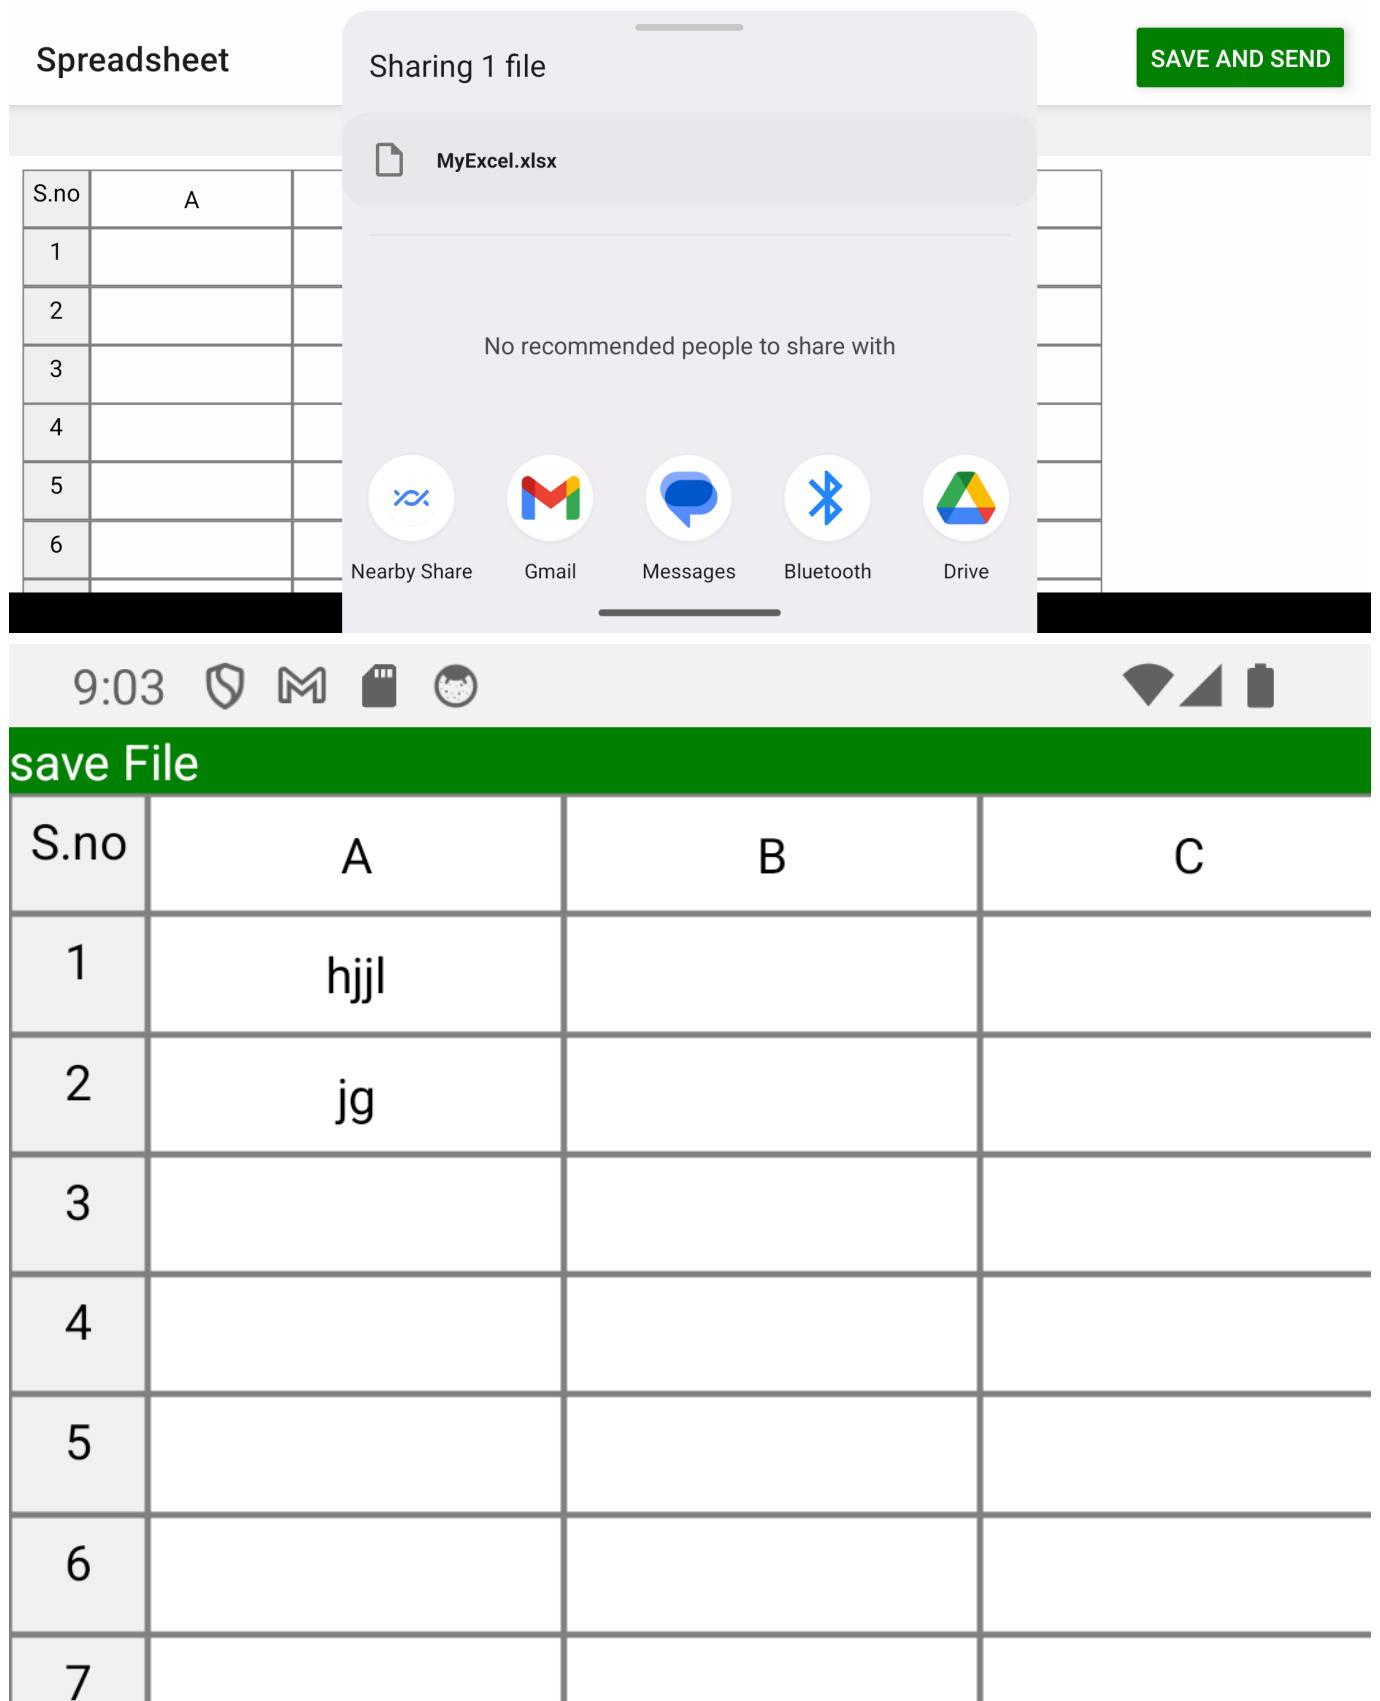 Spreadsheet
Sharing 1 file
SAVE AND SEND
MyExcel.xlsx
S.no A
1
2
No recommended people to share with
3
4
5
6
Nearby Share Gmail Messages Bluetooth Drive
9:03
save File
S.no A B C
1 hjjl
2 jg
3
4
5
6
7